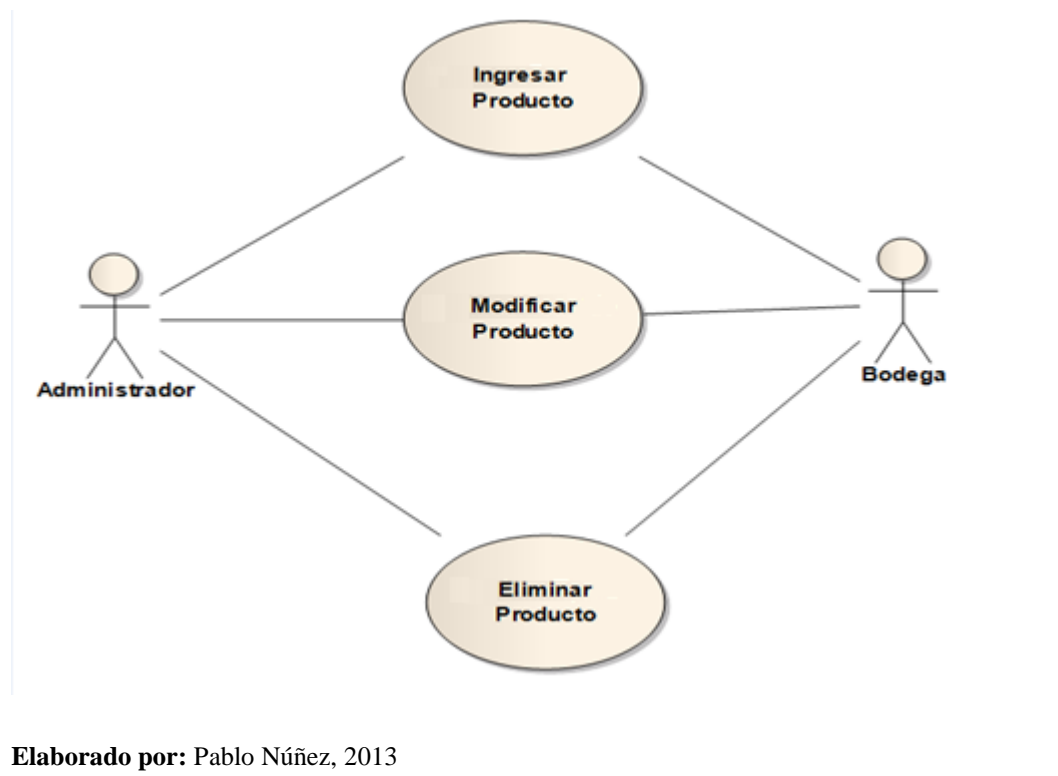 Ingresar
Producto
Modificar
Producto
Administrador
Bodega
Eliminar
Producto
Elaborado por: Pablo Núñez, 2013